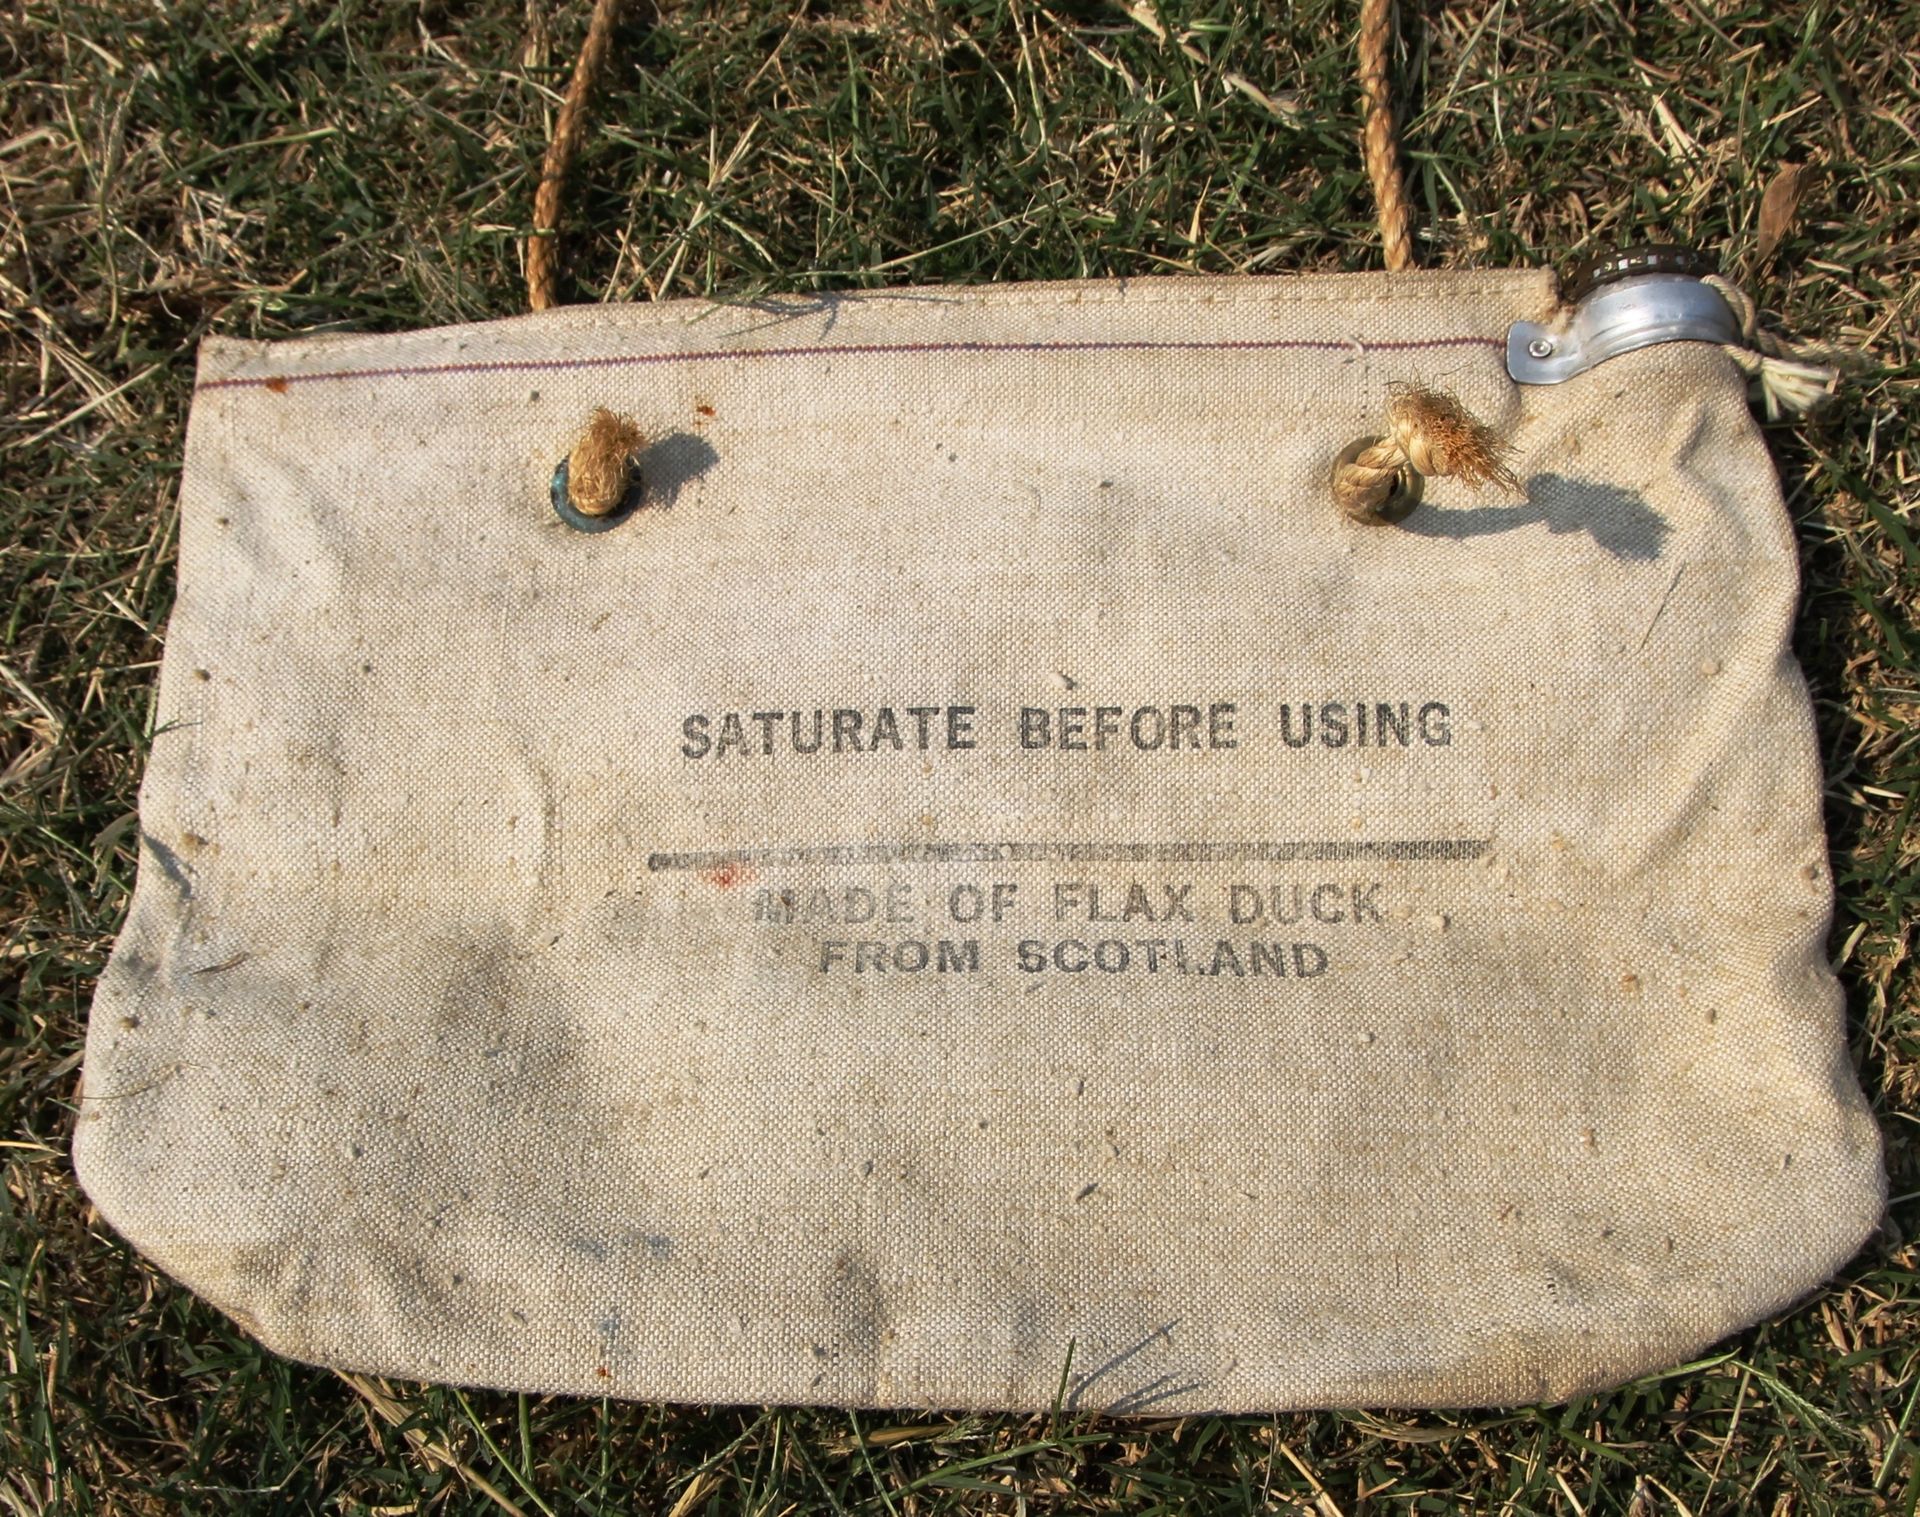 SATURATE BEFORE USING
MADE OF FLAX DUCK
FROM SCOTLAND